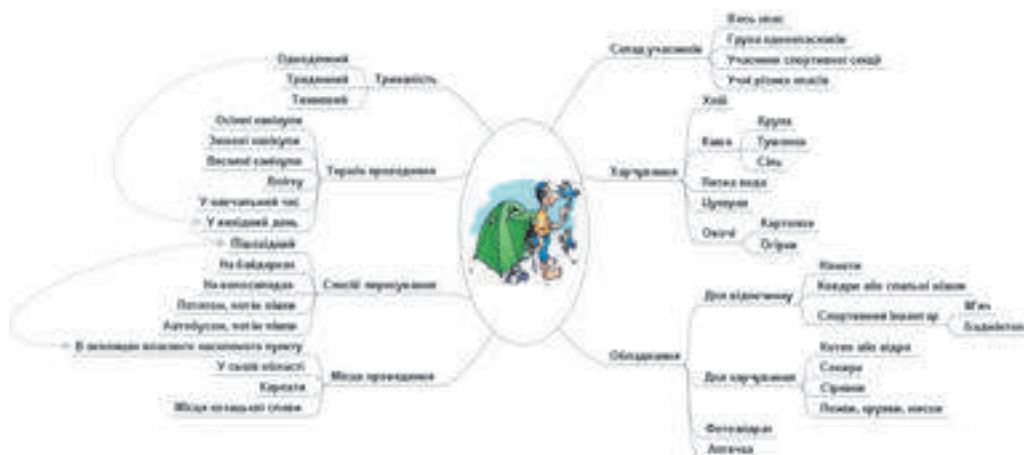 Одноденний
Триденний
Тижневий
Тривалість
Осінні канікули
Зимові канікули
Весняні канікули
Влітку
У навчальний час
У вихідний день
Термін проведення
Пішохідний
На байдарках
На велосипедах
Потягом, потім пішки
Автобусом, потім пішки
Спосіб пересування
В околицях власного населеного пункту
У своїй області
Карпати
Місця козацької слави
Місце проведення
Склад учасників
Весь клас
Група однокласників
Учасники спортивної секції
Учні різних класів
Харчування
Хліб
Каша
Крупа
Тушонка
Сіль
Питна вода
Цукерки
Овочі
Картопля
Огірки
Обладнання
Для відпочинку
Намети
Ковдри або спальні мішки
Спортивний інвентар
М'яч
Бадмінтон
Для харчування
Котел або відро
Сокира
Сірники
Ложки, кружки, миски
Фотоапарат
Аптечка